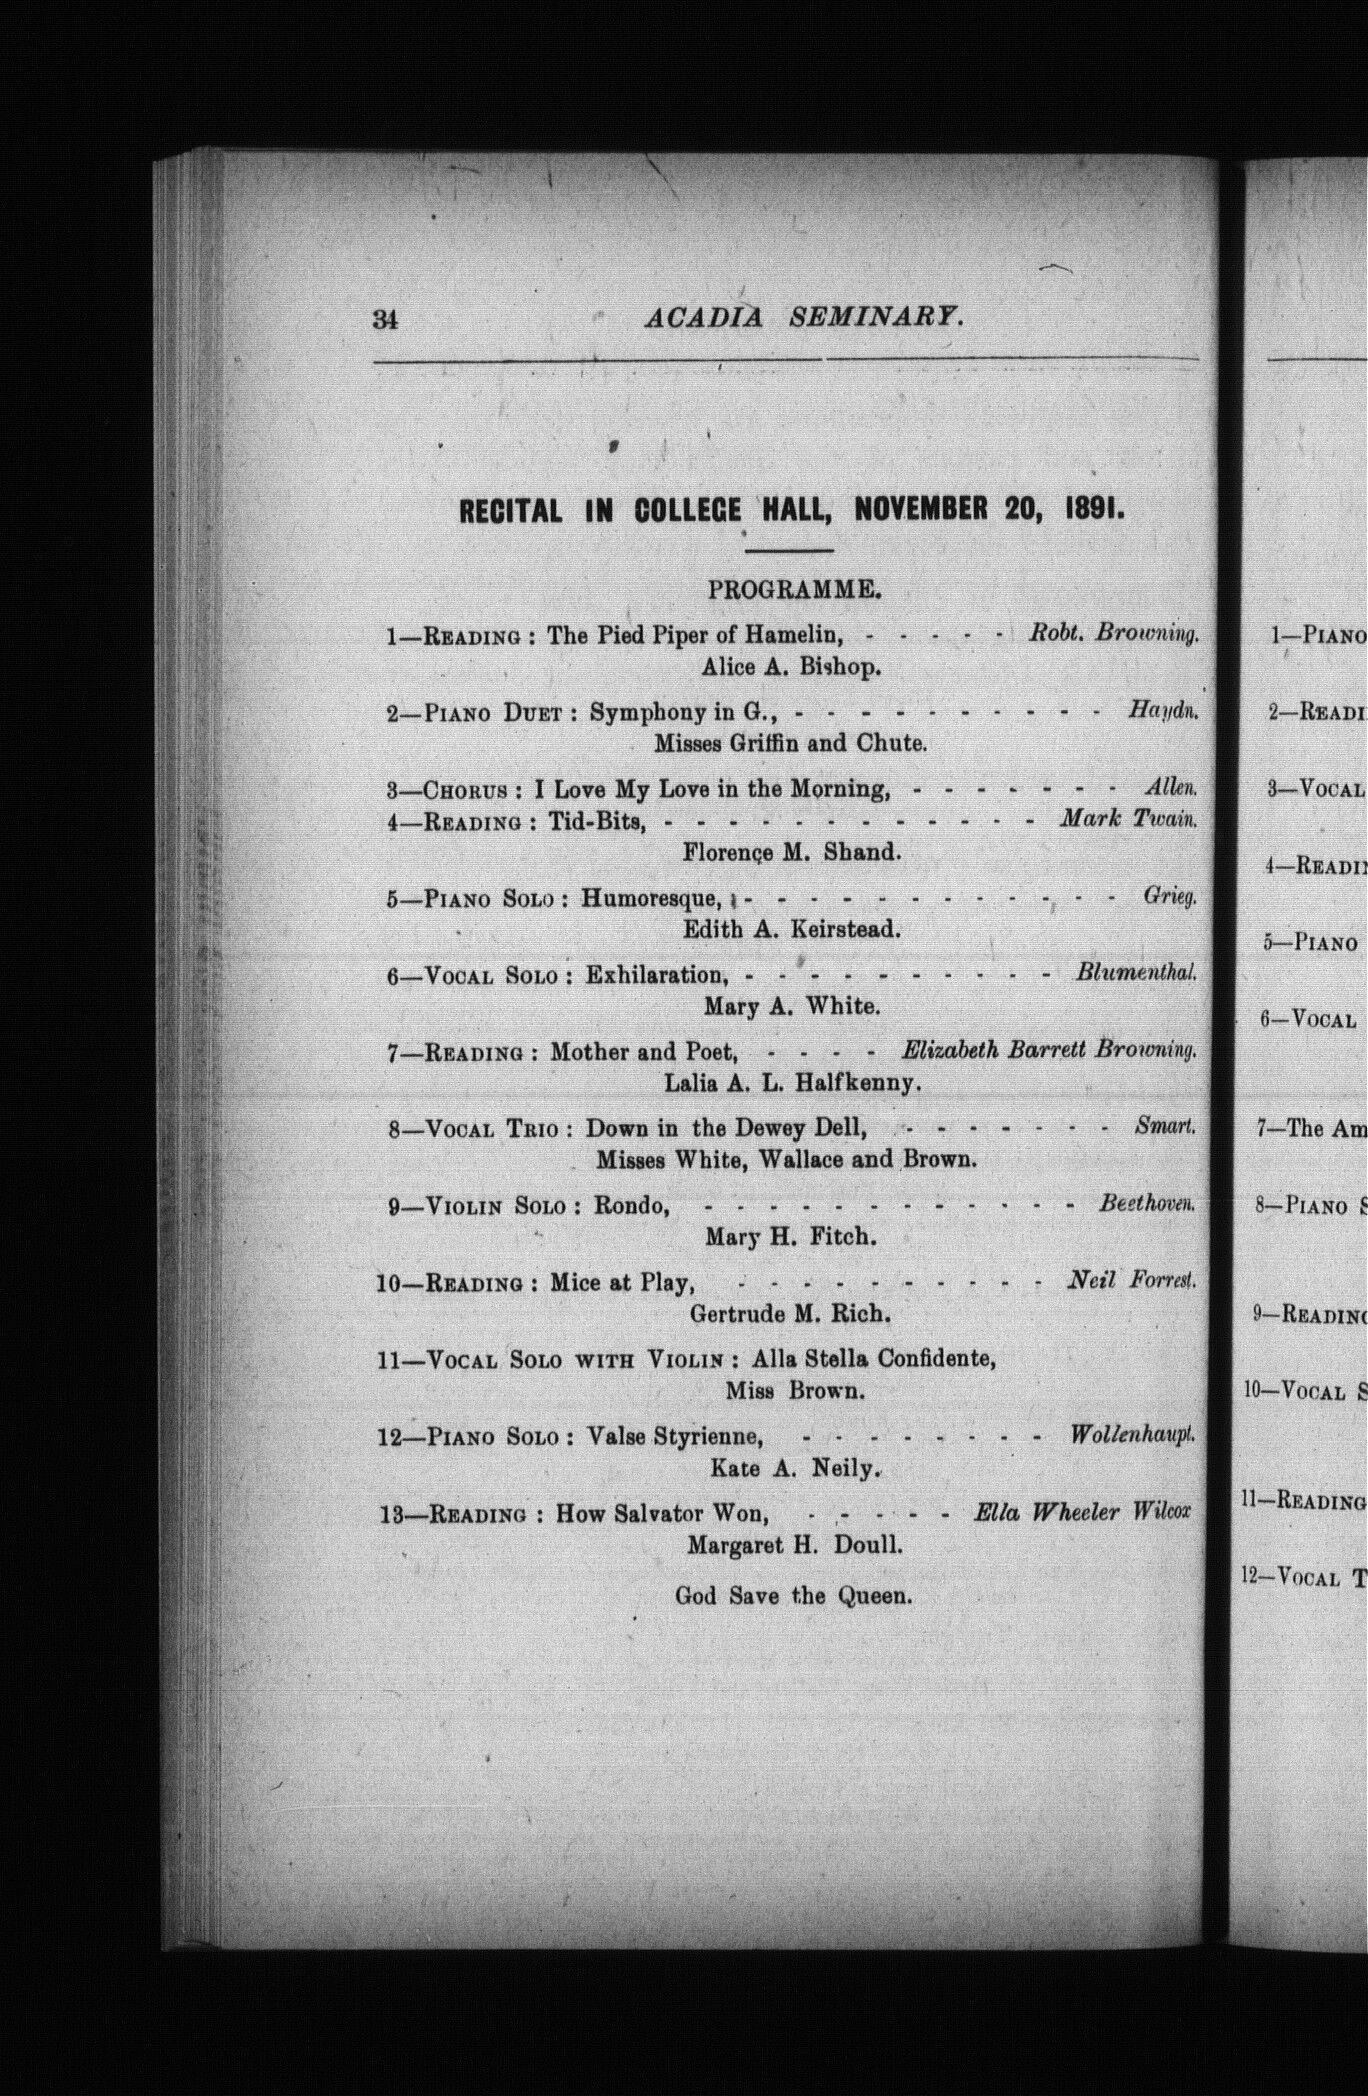 34 ACADIA SEMINARY.
RECITAL IN COLLEGE HALL, NOVEMBER 20, 1891.
PROGRAMME.
1—READING : The Pied Piper of Hamelin, - - - - - Robt. Browning.
Alice A. Bishop.
2—PIANO DUET : Symphony in G., - - - - - - - - - - Haydn.
Misses Griffin and Chute.
3—CHORUS : I Love My Love in the Morning, - - - - - - - Allen.
4—READING : Tid-Bits, - - - - - - - - - - - - Mark Twain.
Florence M. Shand.
5—PIANO SOLO : Humoresque, - - - - - - - - - - - - Grieg.
Edith A. Keirstead.
6—VOCAL SOLO : Exhilaration, - - - - - - - - - - Blumenthal.
Mary A. White.
7—READING : Mother and Poet, - - - - Elizabeth Barrett Browning.
Lalia A. L. Halfkenny.
8—VOCAL TRIO : Down in the Dewey Dell, - - - - - - - Smart.
Misses White, Wallace and Brown.
9—VIOLIN SOLO : Rondo, - - - - - - - - - - - - Beethoven.
Mary H. Fitch.
10—READING : Mice at Play, - - - - - - - - - - Neil Forrest.
Gertrude M. Rich.
11—VOCAL SOLO WITH VIOLIN : Alla Stella Confidente,
Miss Brown.
12—PIANO SOLO : Valse Styrienne, - - - - - - - - Wollenhaupt.
Kate A. Neily.
13—READING : How Salvator Won, - - - - - Ella Wheeler Wilcox
Margaret H. Doull.
God Save the Queen.
1—PIANO
2—READI
3—VOCAL
4—READI
5—PIANO
6—VOCAL
7—The Am
8—PIANO S
9—READING
10—VOCAL S
11—READING
12—VOCAL T